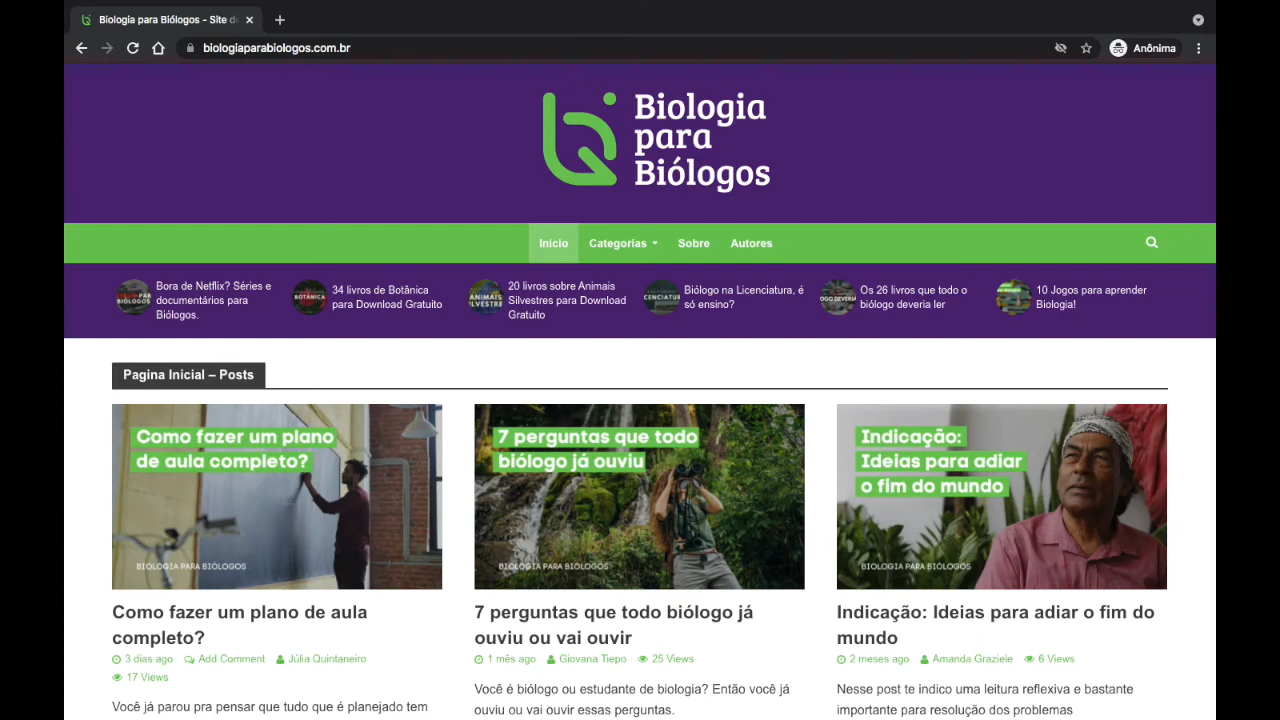 Biologia para Biólogos - Site d
biologiaparabiologos.com.br
Anônima
Biologia
para
Biólogos
Início
Categorias
Sobre
Autores
Bora de Netflix? Séries e
documentários para
Biólogos.
34 livros de Botânica
para Download Gratuito
20 livros sobre Animais
Silvestres para Download
Gratuito
Biólogo na Licenciatura, é
só ensino?
Os 26 livros que todo o
biólogo deveria ler
10 Jogos para aprender
Biologia!
Pagina Inicial – Posts
Como fazer um plano
de aula completo?
BIOLOGIA PARA BIÓLOGOS
7 perguntas que todo
biólogo já ouviu
BIOLOGIA PARA BIÓLOGOS
Indicação:
Ideias para adiar
o fim do mundo
BIOLOGIA PARA BIÓLOGOS
Como fazer um plano de aula
completo?
3 dias ago Add Comment Júlia Quintaneiro
17 Views
Você já parou pra pensar que tudo que é planejado tem
7 perguntas que todo biólogo já
ouviu ou vai ouvir
1 mês ago Giovana Tiepo 25 Views
Você é biólogo ou estudante de biologia? Então você já
ouviu ou vai ouvir essas perguntas.
Indicação: Ideias para adiar o fim do
mundo
2 meses ago Amanda Graziele 6 Views
Nesse post te indico uma leitura reflexiva e bastante
importante para resolução dos problemas